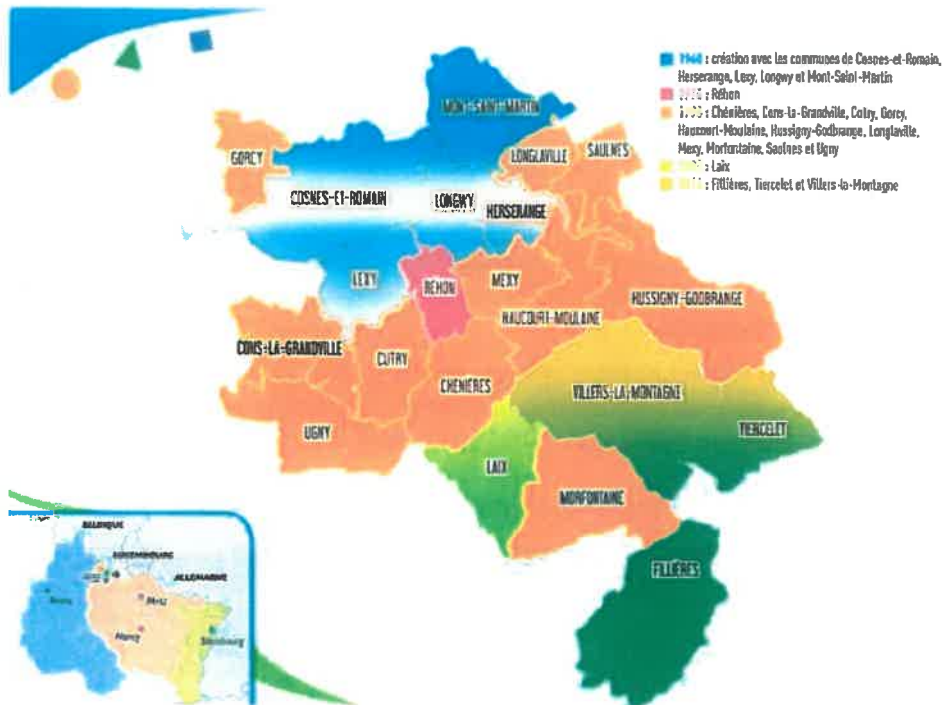 1960 : création avec les communes de Cosnes-et-Romain,
Herserange, Lexy, Longwy et Mont-Saint-Martin
: Réhon
: Chénières, Cons-la-Grandville, Cutry, Gorcy,
Haucourt-Moulaine, Hussigny-Godbrange, Longlaville,
Mexy, Morfontaine, Saulnes et Ugny
: Laix
: Fillières, Tiercelet et Villers-la-Montagne
MONT-SAINT-MARTIN
GORCY
LONGLAVILLE
SAULNES
COSNES-ET-ROMAIN
LONGWY
HERSERANGE
LEXY
RÉHON
MEXY
HUSSIGNY-GODBRANGE
HAUCOURT-MOULAINE
CONS-LA-GRANDVILLE
CUTRY
CHENIÈRES
VILLERS-LA-MONTAGNE
UGNY
TIERCELET
LAIX
MORFONTAINE
FILLIÈRES
BELGIQUE
LUXEMBOURG
ALLEMAGNE
Metz
Nancy
Strasbourg